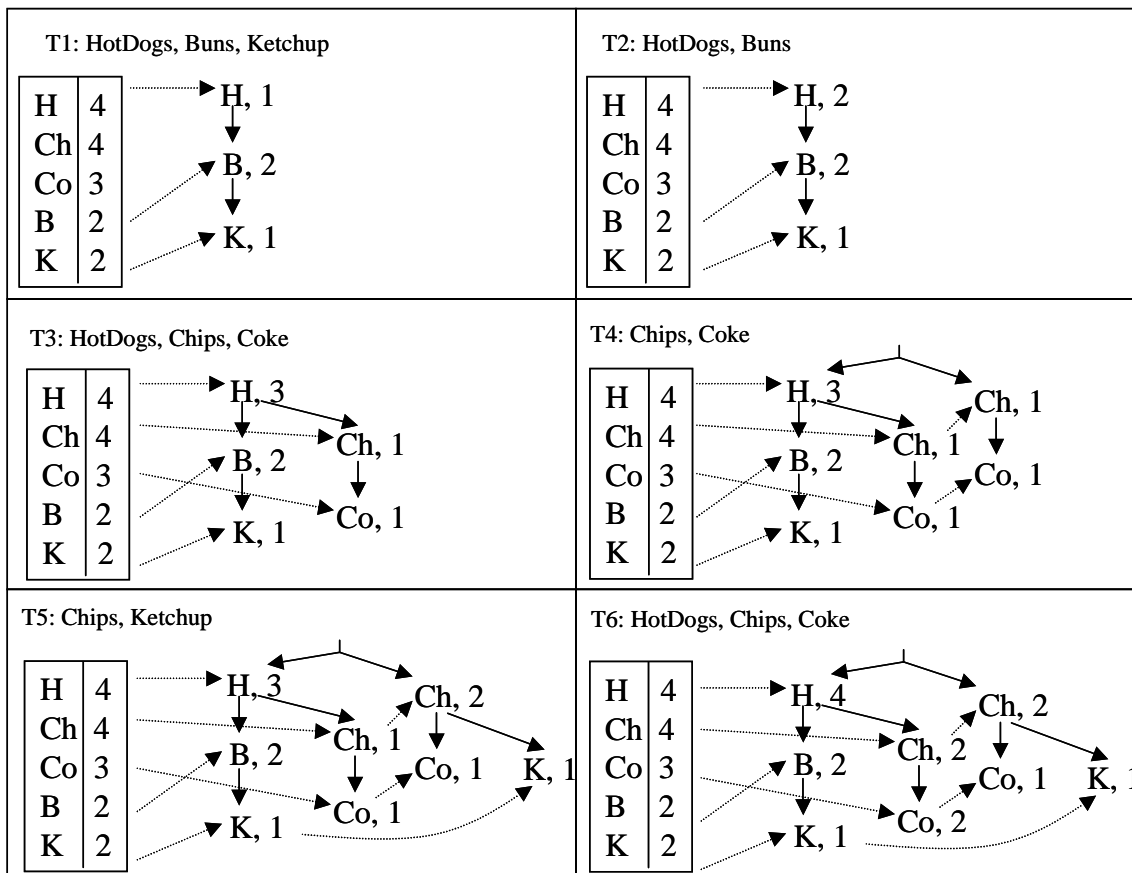 T1: HotDogs, Buns, Ketchup
H 4
Ch 4
Co 3
B 2
K 2
H, 1
B, 2
K, 1
T2: HotDogs, Buns
H 4
Ch 4
Co 3
B 2
K 2
H, 2
B, 2
K, 1
T3: HotDogs, Chips, Coke
H 4
Ch 4
Co 3
B 2
K 2
H, 3
Ch, 1
B, 2
Co, 1
K, 1
T4: Chips, Coke
H 4
Ch 4
Co 3
B 2
K 2
H, 3
Ch, 1
Ch, 1
B, 2
Co, 1
Co, 1
K, 1
T5: Chips, Ketchup
H 4
Ch 4
Co 3
B 2
K 2
H, 3
Ch, 2
Ch, 1
B, 2
Co, 1
K, 1
Co, 1
K, 1
T6: HotDogs, Chips, Coke
H 4
Ch 4
Co 3
B 2
K 2
H, 4
Ch, 2
Ch, 2
B, 2
Co, 1
K, 1
Co, 2
K, 1